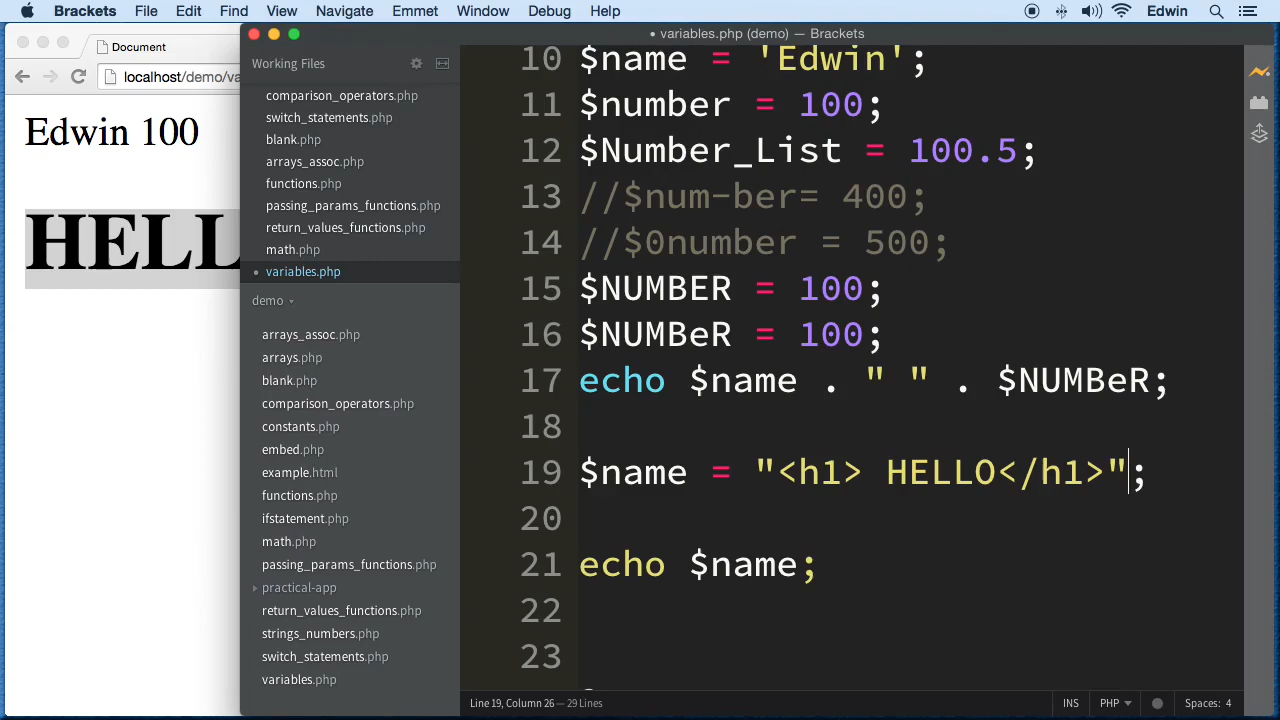 Brackets File Edit Find View Navigate Emmet Window Debug Help Edwin
Document
localhost/demo/va
Edwin 100
HELL
• variables.php (demo) — Brackets
Working Files
comparison_operators.php
switch_statements.php
blank.php
arrays_assoc.php
functions.php
passing_params_functions.php
return_values_functions.php
math.php
variables.php
demo
arrays_assoc.php
arrays.php
blank.php
comparison_operators.php
constants.php
embed.php
example.html
functions.php
ifstatement.php
math.php
passing_params_functions.php
practical-app
return_values_functions.php
strings_numbers.php
switch_statements.php
variables.php
10 $name = 'Edwin';
11 $number = 100;
12 $Number_List = 100.5;
13 //$num-ber= 400;
14 //$0number = 500;
15 $NUMBER = 100;
16 $NUMBeR = 100;
17 echo $name . " " . $NUMBeR;
18
19 $name = "<h1> HELLO</h1>";
20
21 echo $name;
22
23
Line 19, Column 26 — 29 Lines
INS PHP Spaces: 4